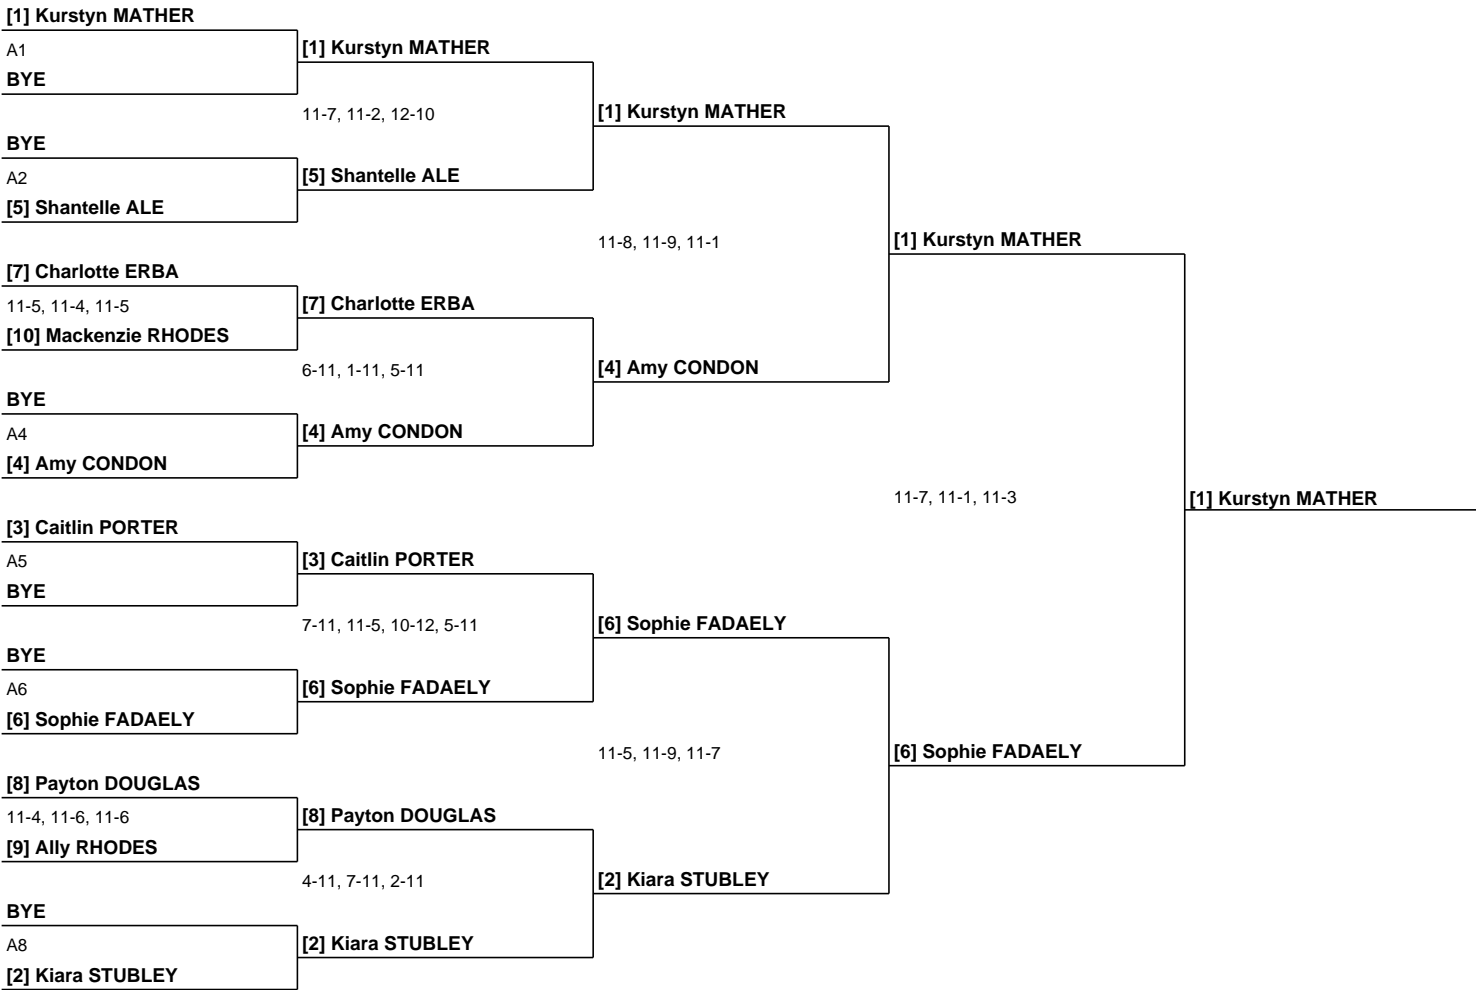 [1] Kurstyn MATHER
A1
BYE
BYE
A2
[5] Shantelle ALE
[7] Charlotte ERBA
11-5, 11-4, 11-5
[10] Mackenzie RHODES
BYE
A4
[4] Amy CONDON
[3] Caitlin PORTER
A5
BYE
BYE
A6
[6] Sophie FADAELY
[8] Payton DOUGLAS
11-4, 11-6, 11-6
[9] Ally RHODES
BYE
A8
[2] Kiara STUBLEY
[1] Kurstyn MATHER
11-7, 11-2, 12-10
[5] Shantelle ALE
[7] Charlotte ERBA
6-11, 1-11, 5-11
[4] Amy CONDON
[3] Caitlin PORTER
7-11, 11-5, 10-12, 5-11
[6] Sophie FADAELY
[8] Payton DOUGLAS
4-11, 7-11, 2-11
[2] Kiara STUBLEY
[1] Kurstyn MATHER
11-8, 11-9, 11-1
[4] Amy CONDON
[6] Sophie FADAELY
11-5, 11-9, 11-7
[2] Kiara STUBLEY
[1] Kurstyn MATHER
11-7, 11-1, 11-3
[6] Sophie FADAELY
[1] Kurstyn MATHER